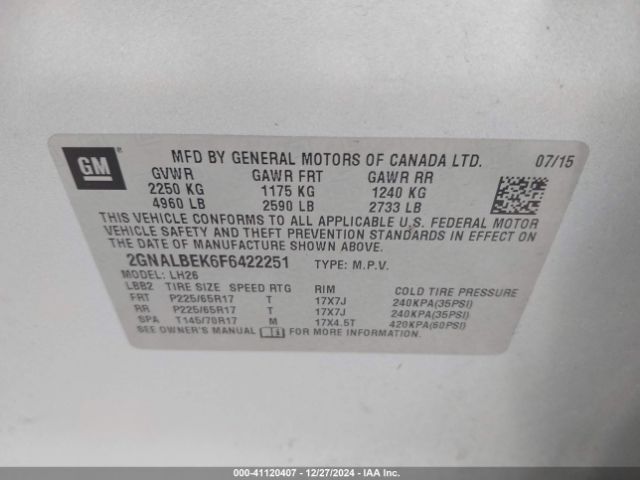 GM
MFD BY GENERAL MOTORS OF CANADA LTD. 07/15
GVWR GAWR FRT GAWR RR
2250 KG 1175 KG 1240 KG
4960 LB 2590 LB 2733 LB
THIS VEHICLE CONFORMS TO ALL APPLICABLE U.S. FEDERAL MOTOR
VEHICLE SAFETY AND THEFT PREVENTION STANDARDS IN EFFECT ON
THE DATE OF MANUFACTURE SHOWN ABOVE.
2GNALBEK6F6422251 TYPE: M.P.V.
MODEL: LH26
LBB2 TIRE SIZE SPEED RTG RIM COLD TIRE PRESSURE
FRT P225/65R17 T 17X7J 240KPA(35PSI)
RR P225/65R17 T 17X7J 240KPA(35PSI)
SPA T145/70R17 M 17X4.5T 420KPA(60PSI)
SEE OWNER'S MANUAL FOR MORE INFORMATION.
000-41120407 - 12/27/2024 - IAAI.COM